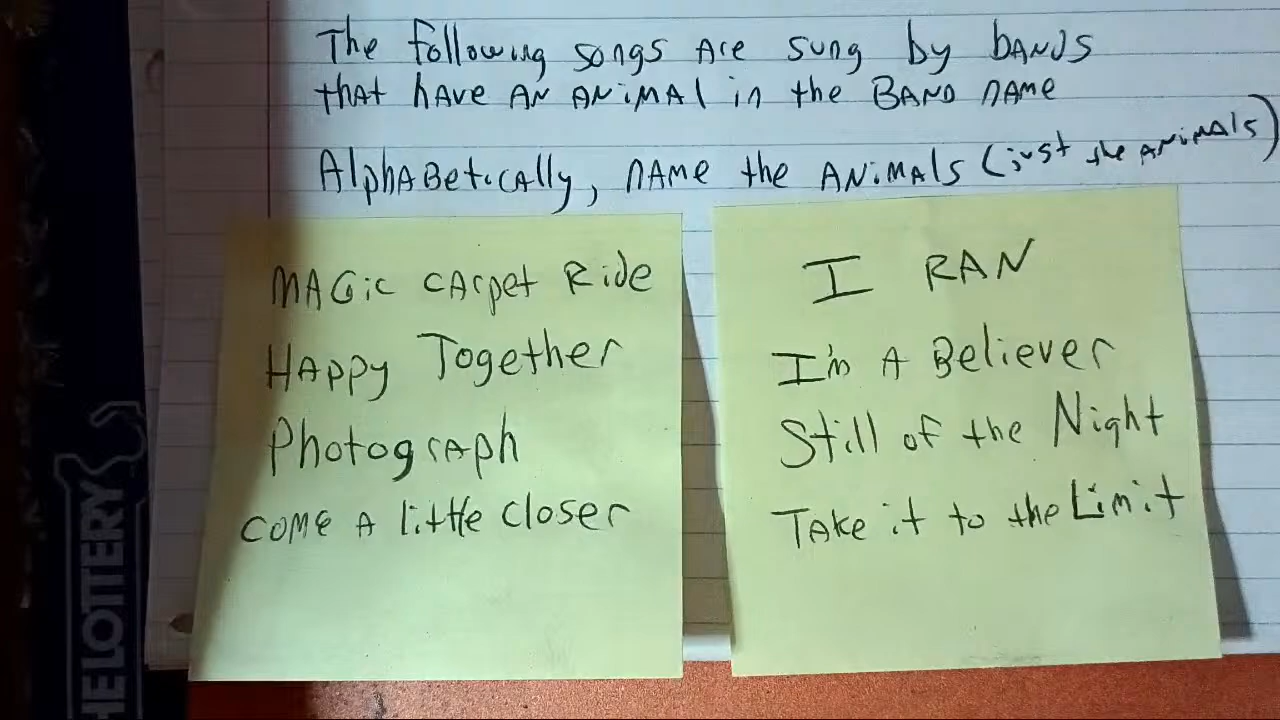 The following songs are sung by bands
that have an animal in the band name
Alphabetically, name the animals (just the animals)
Magic Carpet Ride
Happy Together
Photograph
Come a little closer
I RAN
I'm A Believer
Still of the Night
Take it to the Limit
HE LOTTERY